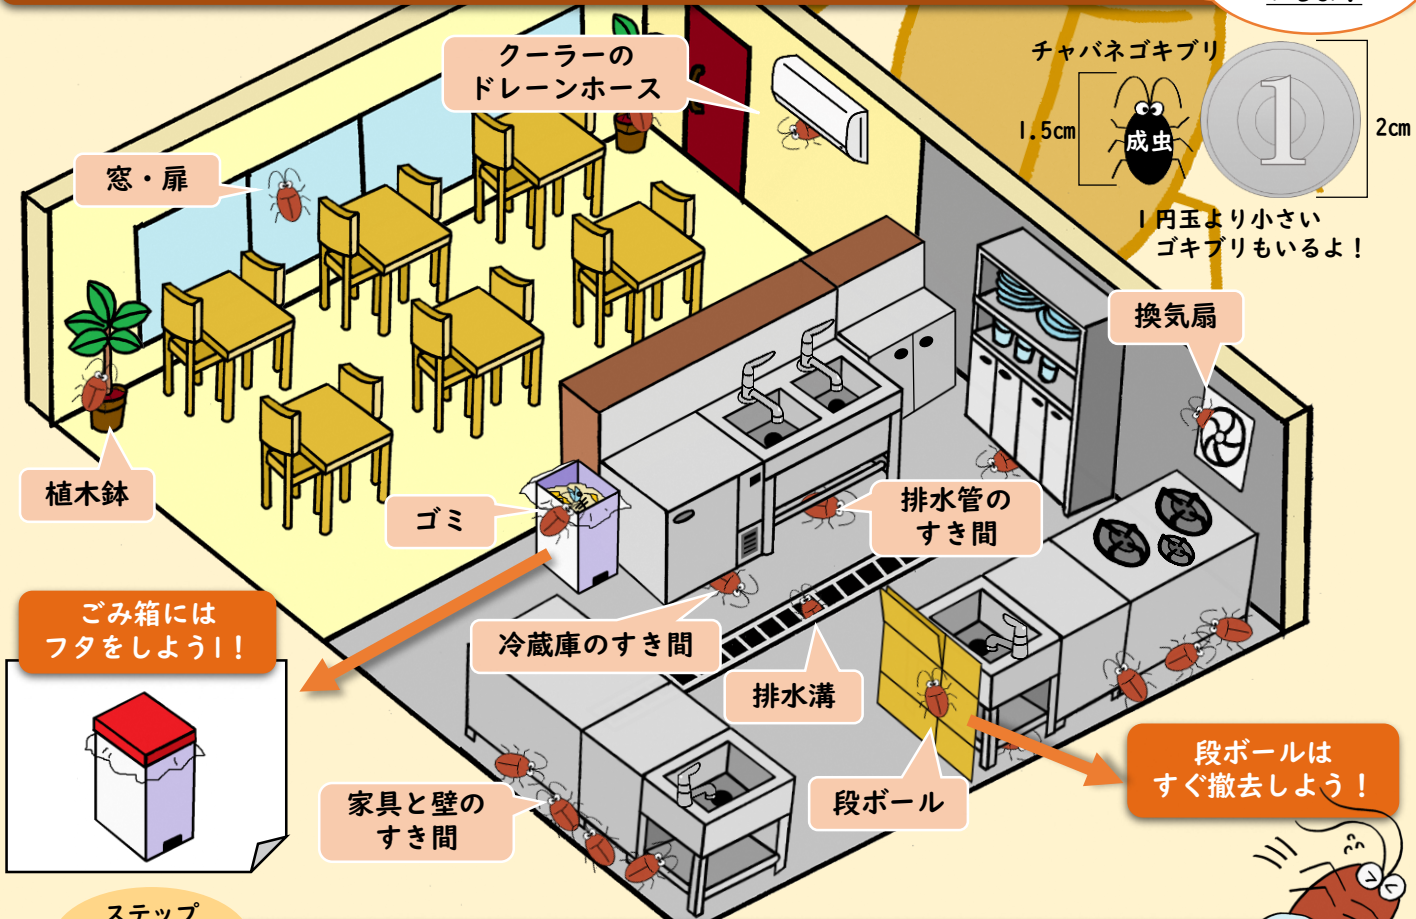 クーラーの
ドレーンホース
チャバネゴキブリ
1.5cm
成虫
1
2cm
1円玉より小さい
ゴキブリもいるよ！
窓・扉
換気扇
植木鉢
ゴミ
排水管の
すき間
ごみ箱には
フタをしよう！！
冷蔵庫のすき間
排水溝
段ボールは
すぐ撤去しよう！
家具と壁の
すき間
段ボール
ステップ